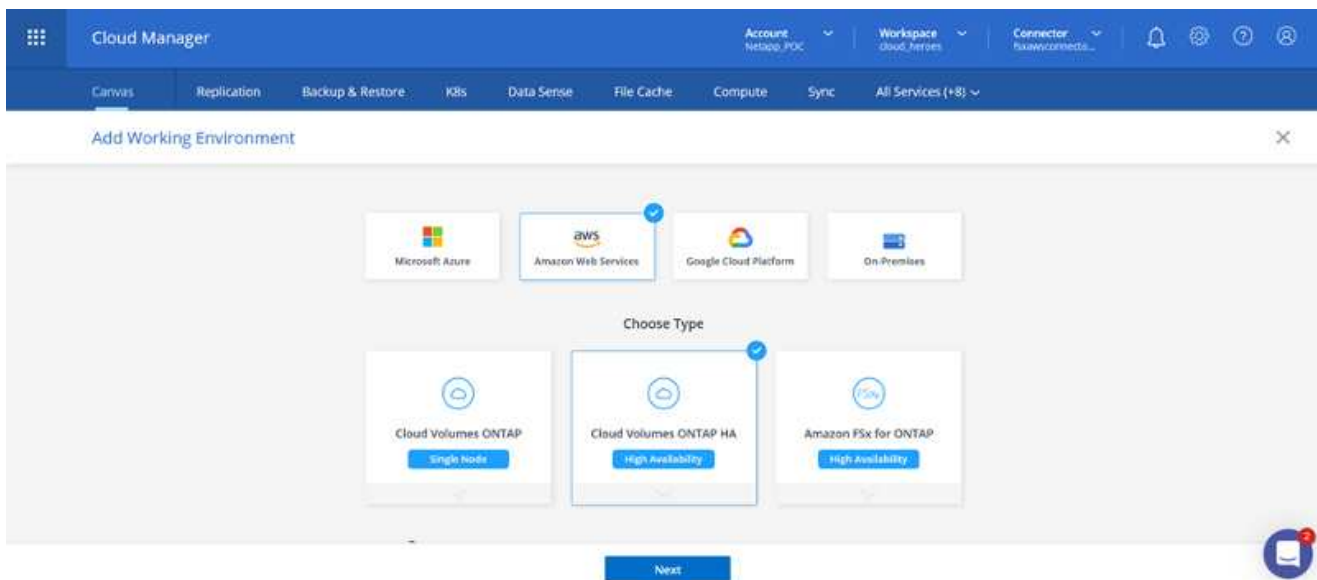 Cloud Manager
Account
Netapp_POC
Workspace
cloud_heroes
Connector
fsxawsconnecto...
Canvas
Replication
Backup & Restore
K8s
Data Sense
File Cache
Compute
Sync
All Services (+8)
Add Working Environment
Microsoft Azure
aws
Amazon Web Services
Google Cloud Platform
On-Premises
Choose Type
FSxn
Cloud Volumes ONTAP
Single Node
Cloud Volumes ONTAP HA
High Availability
Amazon FSx for ONTAP
High Availability
Next
2